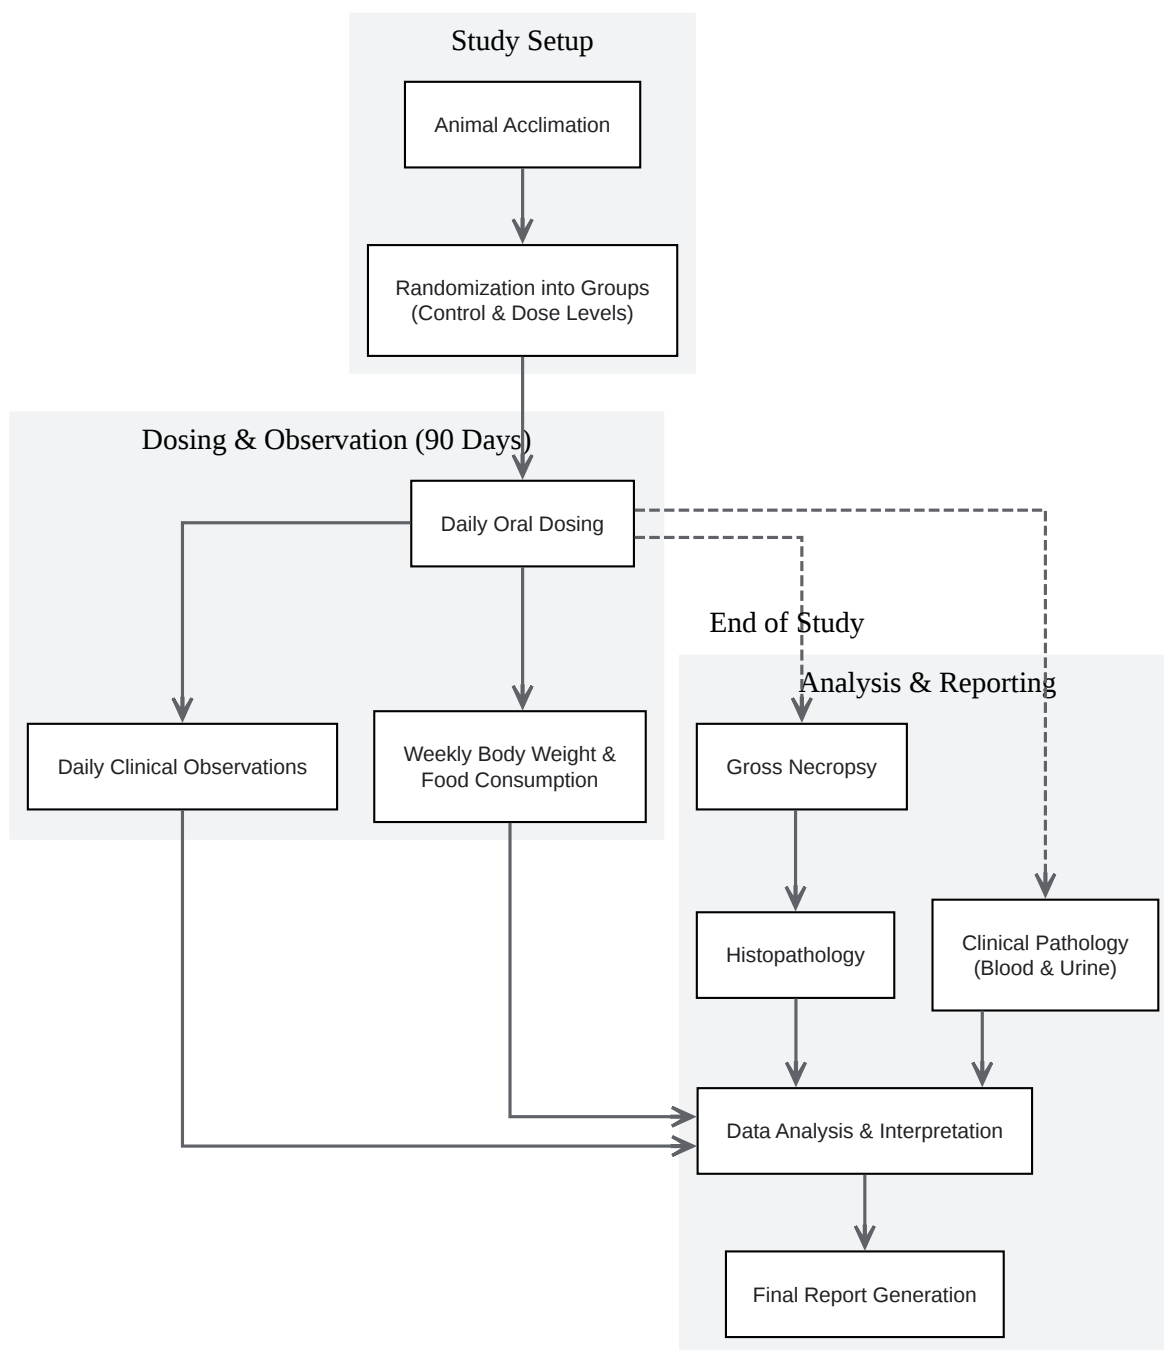 Study Setup
Animal Acclimation
Randomization into Groups
(Control & Dose Levels)
Dosing & Observation (90 Days)
Daily Oral Dosing
End of Study
Analysis & Reporting
Daily Clinical Observations
Weekly Body Weight &
Food Consumption
Gross Necropsy
Histopathology
Clinical Pathology
(Blood & Urine)
Data Analysis & Interpretation
Final Report Generation